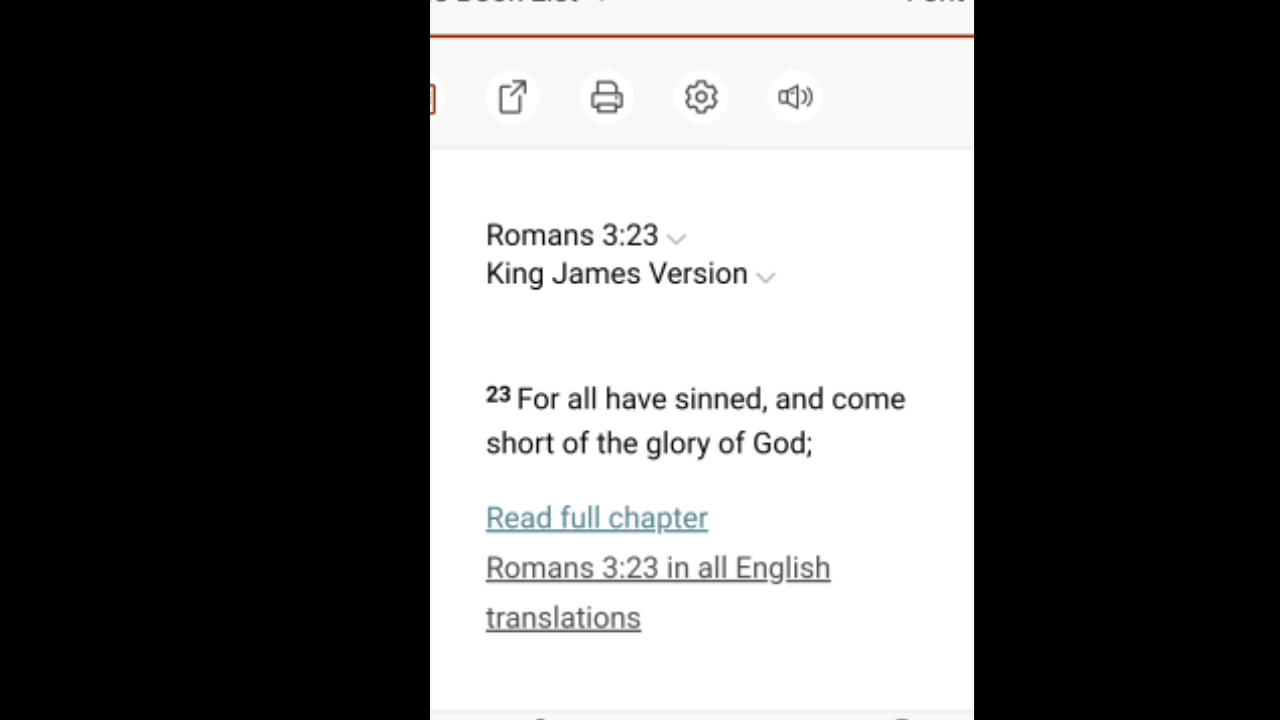 Romans 3:23
King James Version
23 For all have sinned, and come
short of the glory of God;
Read full chapter
Romans 3:23 in all English
translations